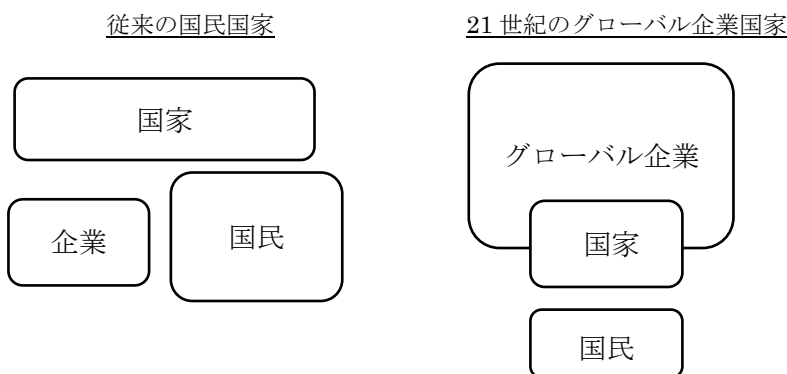 従来の国民国家
国家
企業
国民
21 世紀のグローバル企業国家
グローバル企業
国家
国民